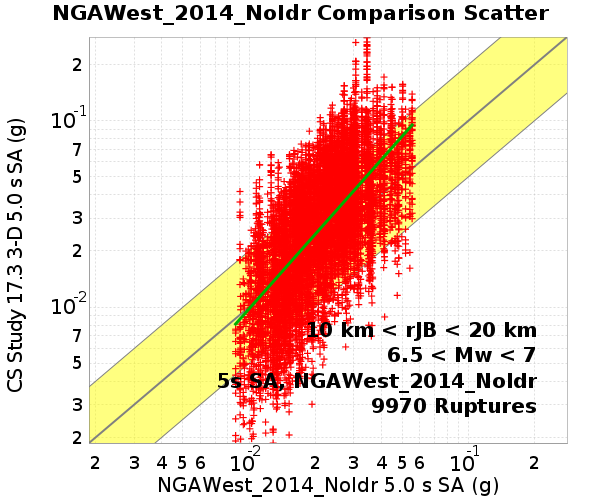 NGAWest_2014_NoIdr Comparison Scatter
CS Study 17.3 3-D 5.0 s SA (g)
2
10-1
7
5
3
2
10-2
7
5
3
2
10 km < rJB < 20 km
6.5 < Mw < 7
5s SA, NGAWest_2014_NoIdr
9970 Ruptures
2 3 4 5 6 10-2 2 3 4 5 6 10-1 2
NGAWest_2014_NoIdr 5.0 s SA (g)